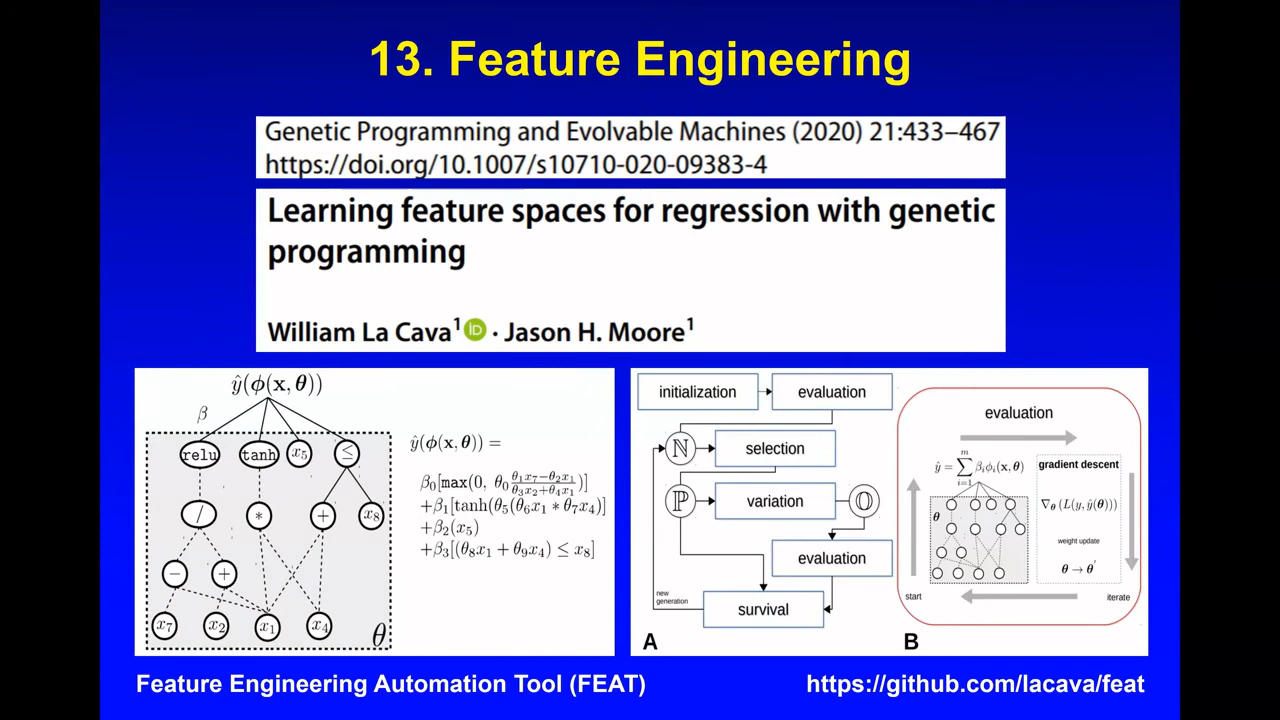 13. Feature Engineering
Genetic Programming and Evolvable Machines (2020) 21:433–467
https://doi.org/10.1007/s10710-020-09383-4
Learning feature spaces for regression with genetic
programming
William La Cava¹ iD · Jason H. Moore¹
ŷ(ϕ(x, θ))
β
relu tanh x₅ ≤
/ * + x₈
− +
x₇ x₂ x₁ x₄ θ
ŷ(ϕ(x, θ)) =
β₀[max(0, θ₀ (θ₁x₇−θ₂x₁)/(θ₃x₂+θ₄x₁))]
+β₁[tanh(θ₅(θ₆x₁ * θ₇x₄)]
+β₂(x₅)
+β₃[(θ₈x₁ + θ₉x₄) ≤ x₈]
initialization evaluation
ℕ selection
ℙ variation 𝕆
evaluation
new
generation
survival
A
evaluation
ŷ = ∑ᵢ₌₁ᵐ βᵢϕᵢ(x, θ)
θ
gradient descent
∇θ (L(y, ŷ(θ)))
weight update
θ → θ′
start iterate
B
Feature Engineering Automation Tool (FEAT) https://github.com/lacava/feat